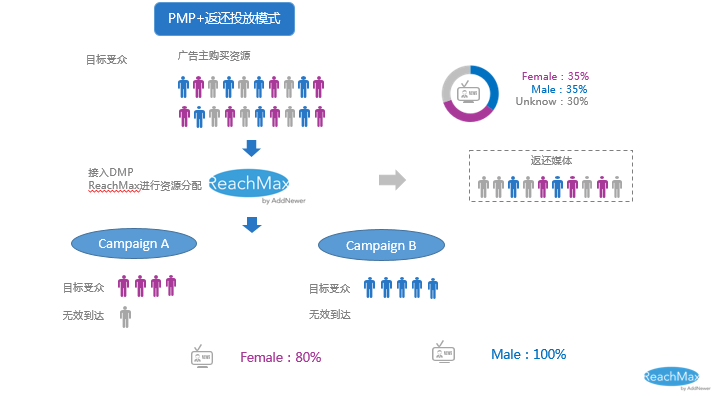 PMP+返还投放模式
目标受众
广告主购买资源
Female：35%
Male：35%
Unknow：30%
接入DMP
ReachMax进行资源分配
ReachMax
by AddNewer
返还媒体
Campaign A
Campaign B
目标受众
目标受众
无效到达
无效到达
Female：80%
Male：100%
ReachMax
by AddNewer